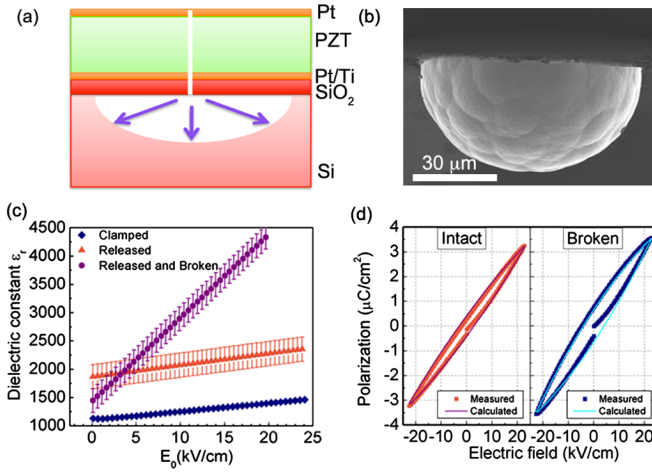 (a)
Pt
PZT
Pt/Ti
SiO₂
Si
(b)
30 μm
(c)
Dielectric constant εr
4500
4000
3500
3000
2500
2000
1500
1000
Clamped
Released
Released and Broken
0 5 10 15 20 25
E₀(kV/cm)
(d)
Polarization (μC/cm²)
4
3
2
1
0
-1
-2
-3
-4
Intact
Broken
Measured
Calculated
Measured
Calculated
-20 -10 0 10 20 -20 -10 0 10 20
Electric field (kV/cm)